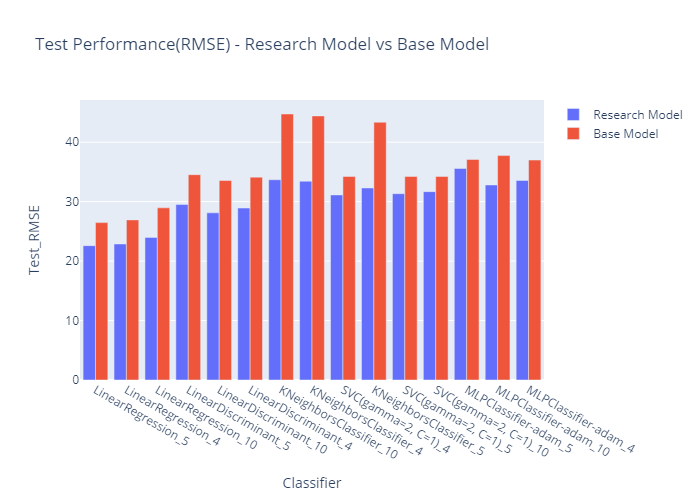 Test Performance(RMSE) - Research Model vs Base Model
Research Model
Base Model
40
30
20
10
0
Test_RMSE
LinearRegression_5
LinearRegression_4
LinearRegression_10
LinearDiscriminant_5
LinearDiscriminant_10
LinearDiscriminant_4
KNeighborsClassifier_10
KNeighborsClassifier_4
SVC(gamma=2, C=1)_4
KNeighborsClassifier_5
SVC(gamma=2, C=1)_5
SVC(gamma=2, C=1)_10
MLPClassifier-adam_5
MLPClassifier-adam_10
MLPClassifier-adam_4
Classifier